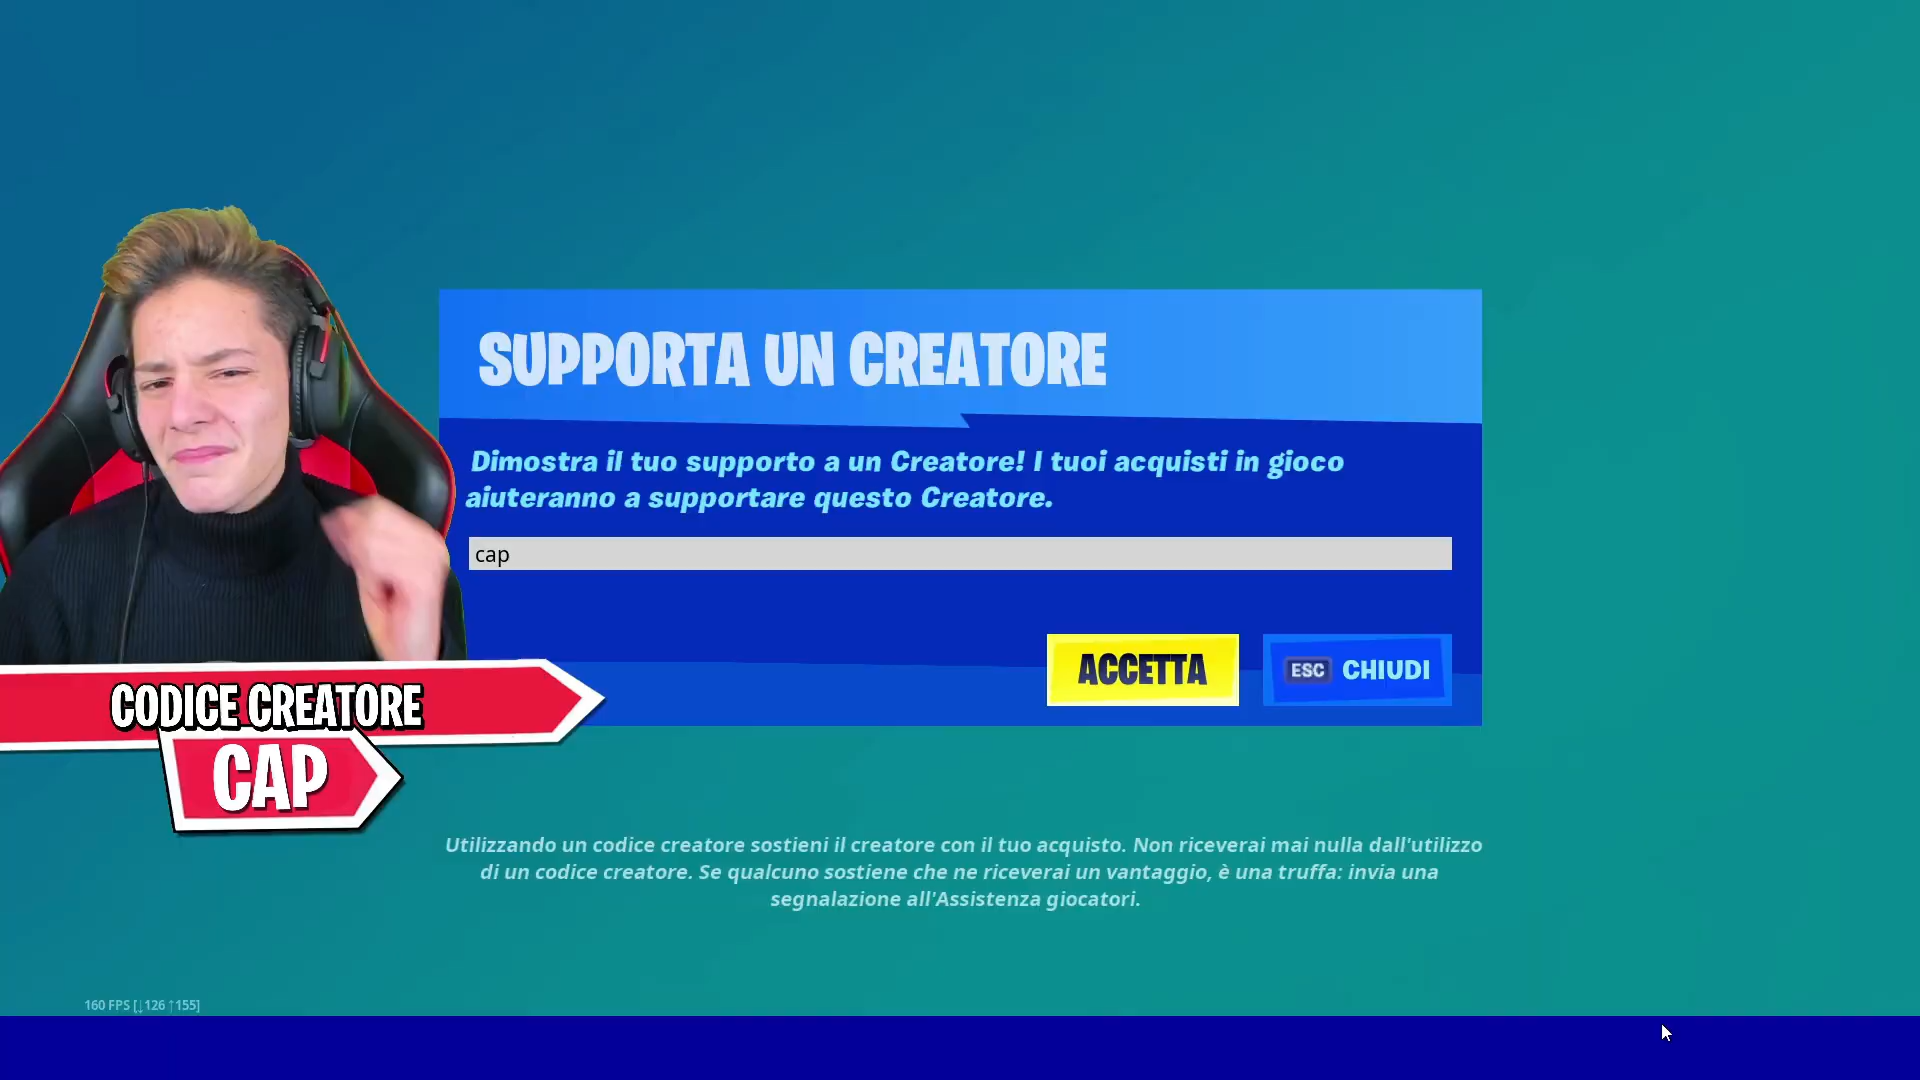 SUPPORTA UN CREATORE
Dimostra il tuo supporto a un Creatore! I tuoi acquisti in gioco
aiuteranno a supportare questo Creatore.
cap
ACCETTA
ESC CHIUDI
CODICE CREATORE
CAP
Utilizzando un codice creatore sostieni il creatore con il tuo acquisto. Non riceverai mai nulla dall'utilizzo
di un codice creatore. Se qualcuno sostiene che ne riceverai un vantaggio, è una truffa: invia una
segnalazione all'Assistenza giocatori.
160 FPS [↓126 ↑155]